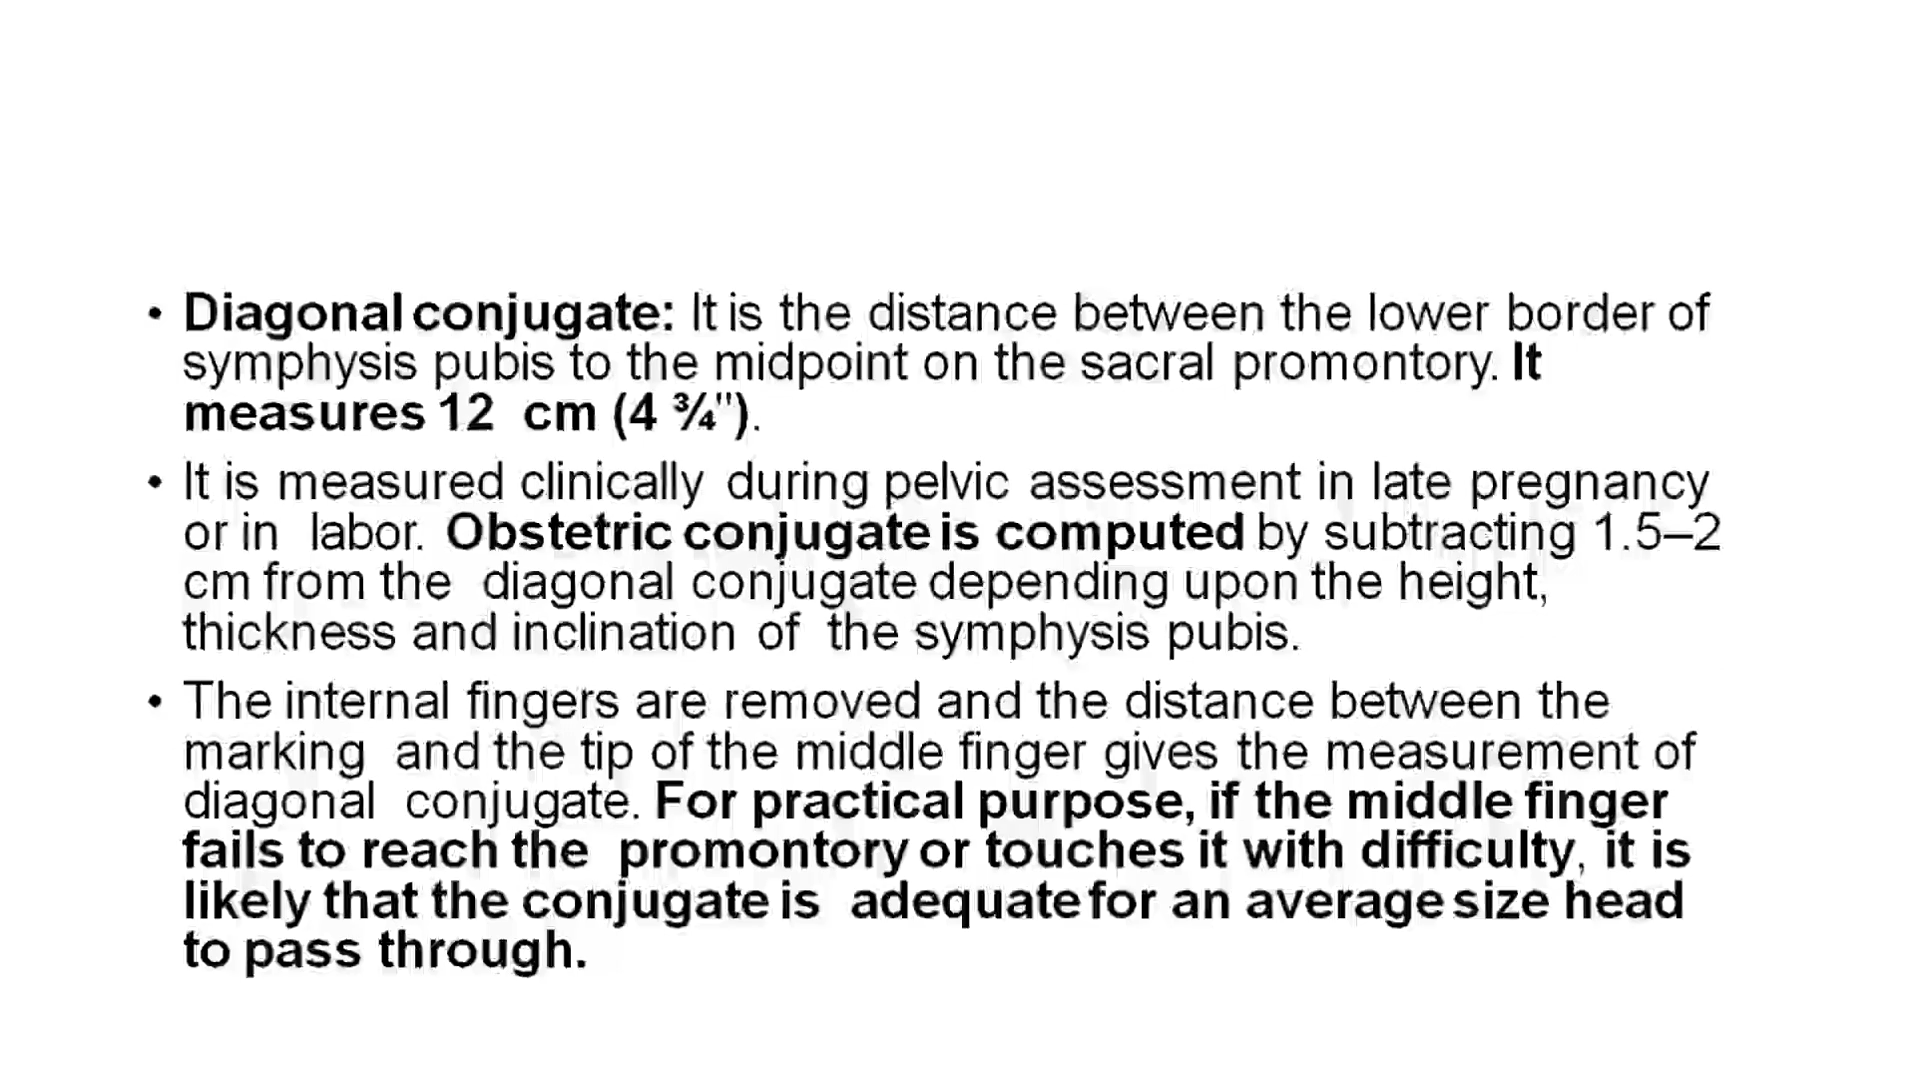 • Diagonal conjugate: It is the distance between the lower border of
symphysis pubis to the midpoint on the sacral promontory. It
measures 12 cm (4 ¾").
• It is measured clinically during pelvic assessment in late pregnancy
or in labor. Obstetric conjugate is computed by subtracting 1.5–2
cm from the diagonal conjugate depending upon the height,
thickness and inclination of the symphysis pubis.
• The internal fingers are removed and the distance between the
marking and the tip of the middle finger gives the measurement of
diagonal conjugate. For practical purpose, if the middle finger
fails to reach the promontory or touches it with difficulty, it is
likely that the conjugate is adequate for an average size head
to pass through.